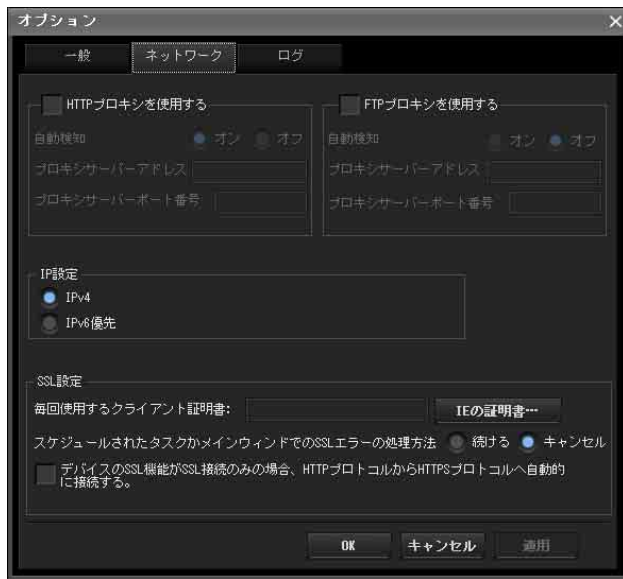 オプション
一般 ネットワーク ログ
HTTPプロキシを使用する
自動検知 オン オフ
プロキシサーバーアドレス
プロキシサーバーポート番号
FTPプロキシを使用する
自動検知 オン オフ
プロキシサーバーアドレス
プロキシサーバーポート番号
IP設定
IPv4
IPv6優先
SSL設定
毎回使用するクライアント証明書: IEの証明書…
スケジュールされたタスクかメインウィンドでのSSLエラーの処理方法 続ける キャンセル
デバイスのSSL機能がSSL接続のみの場合、HTTPプロトコルからHTTPSプロトコルへ自動的
に接続する。
OK キャンセル 適用